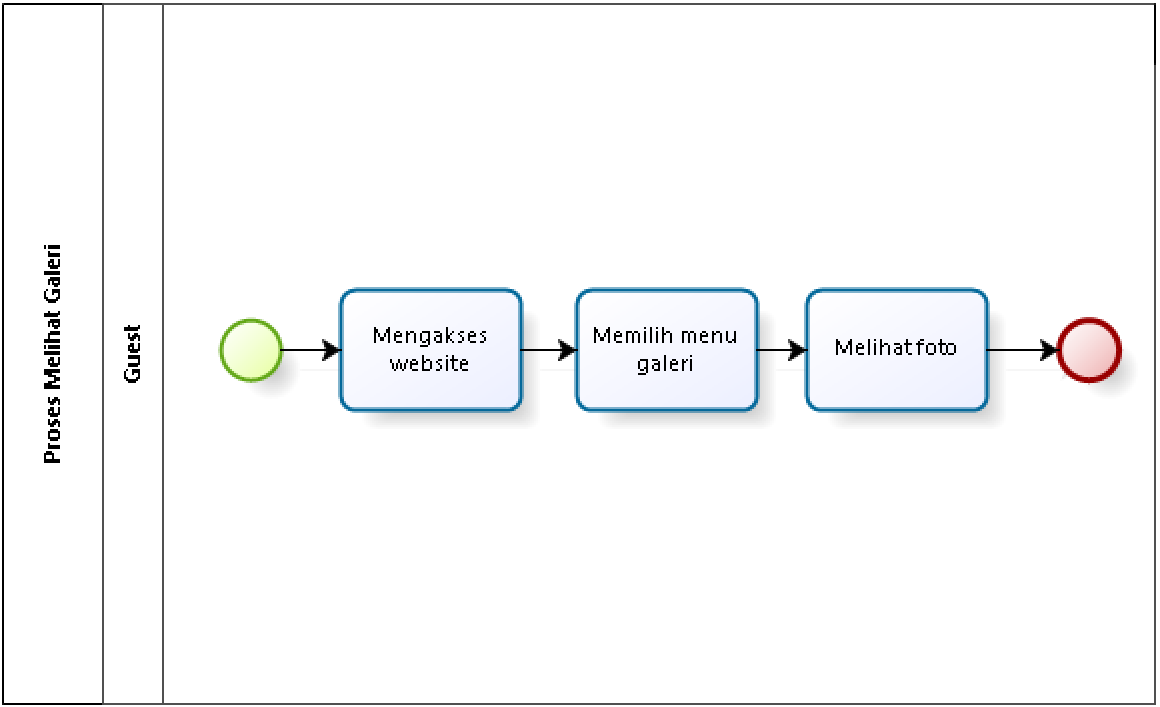 Proses Melihat Galeri
Guest
Mengakses
website
Memilih menu
galeri
Melihat foto